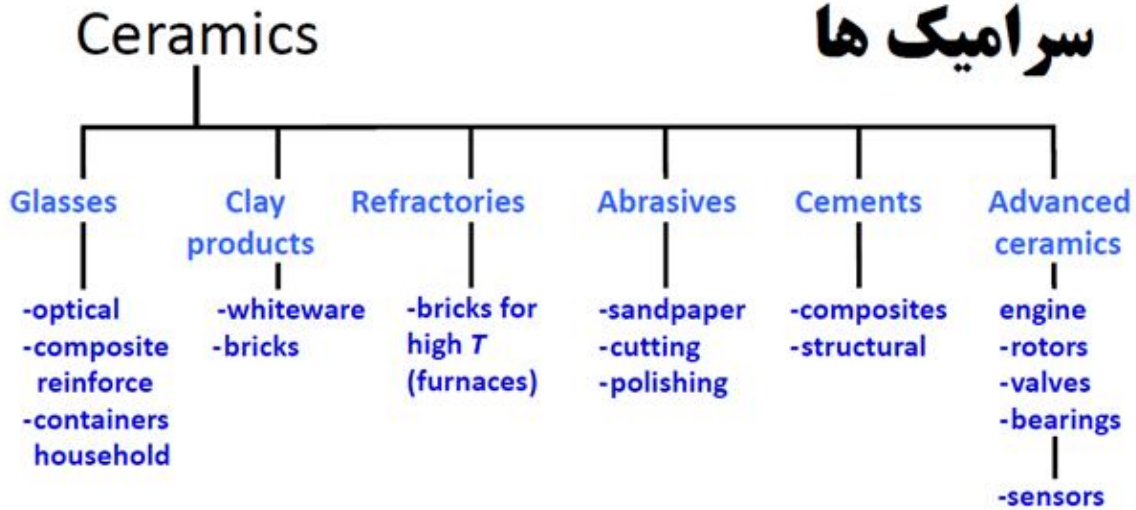 Ceramics
سرامیک ها
Glasses
Clay
products
Refractories
Abrasives
Cements
Advanced
ceramics
-optical
-composite
reinforce
-containers
household
-whiteware
-bricks
-bricks for
high T
(furnaces)
-sandpaper
-cutting
-polishing
-composites
-structural
engine
-rotors
-valves
-bearings
-sensors